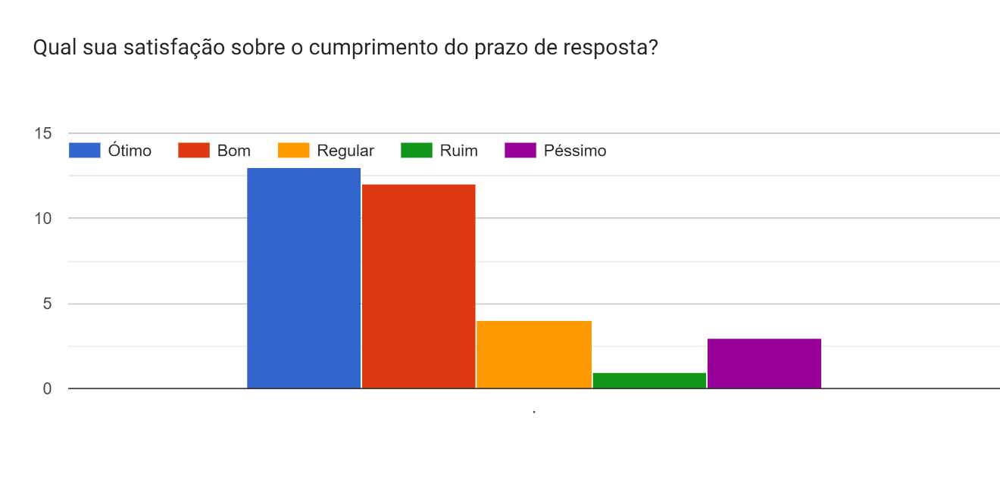 Qual sua satisfação sobre o cumprimento do prazo de resposta?
15
Ótimo Bom Regular Ruim Péssimo
10
5
0
.